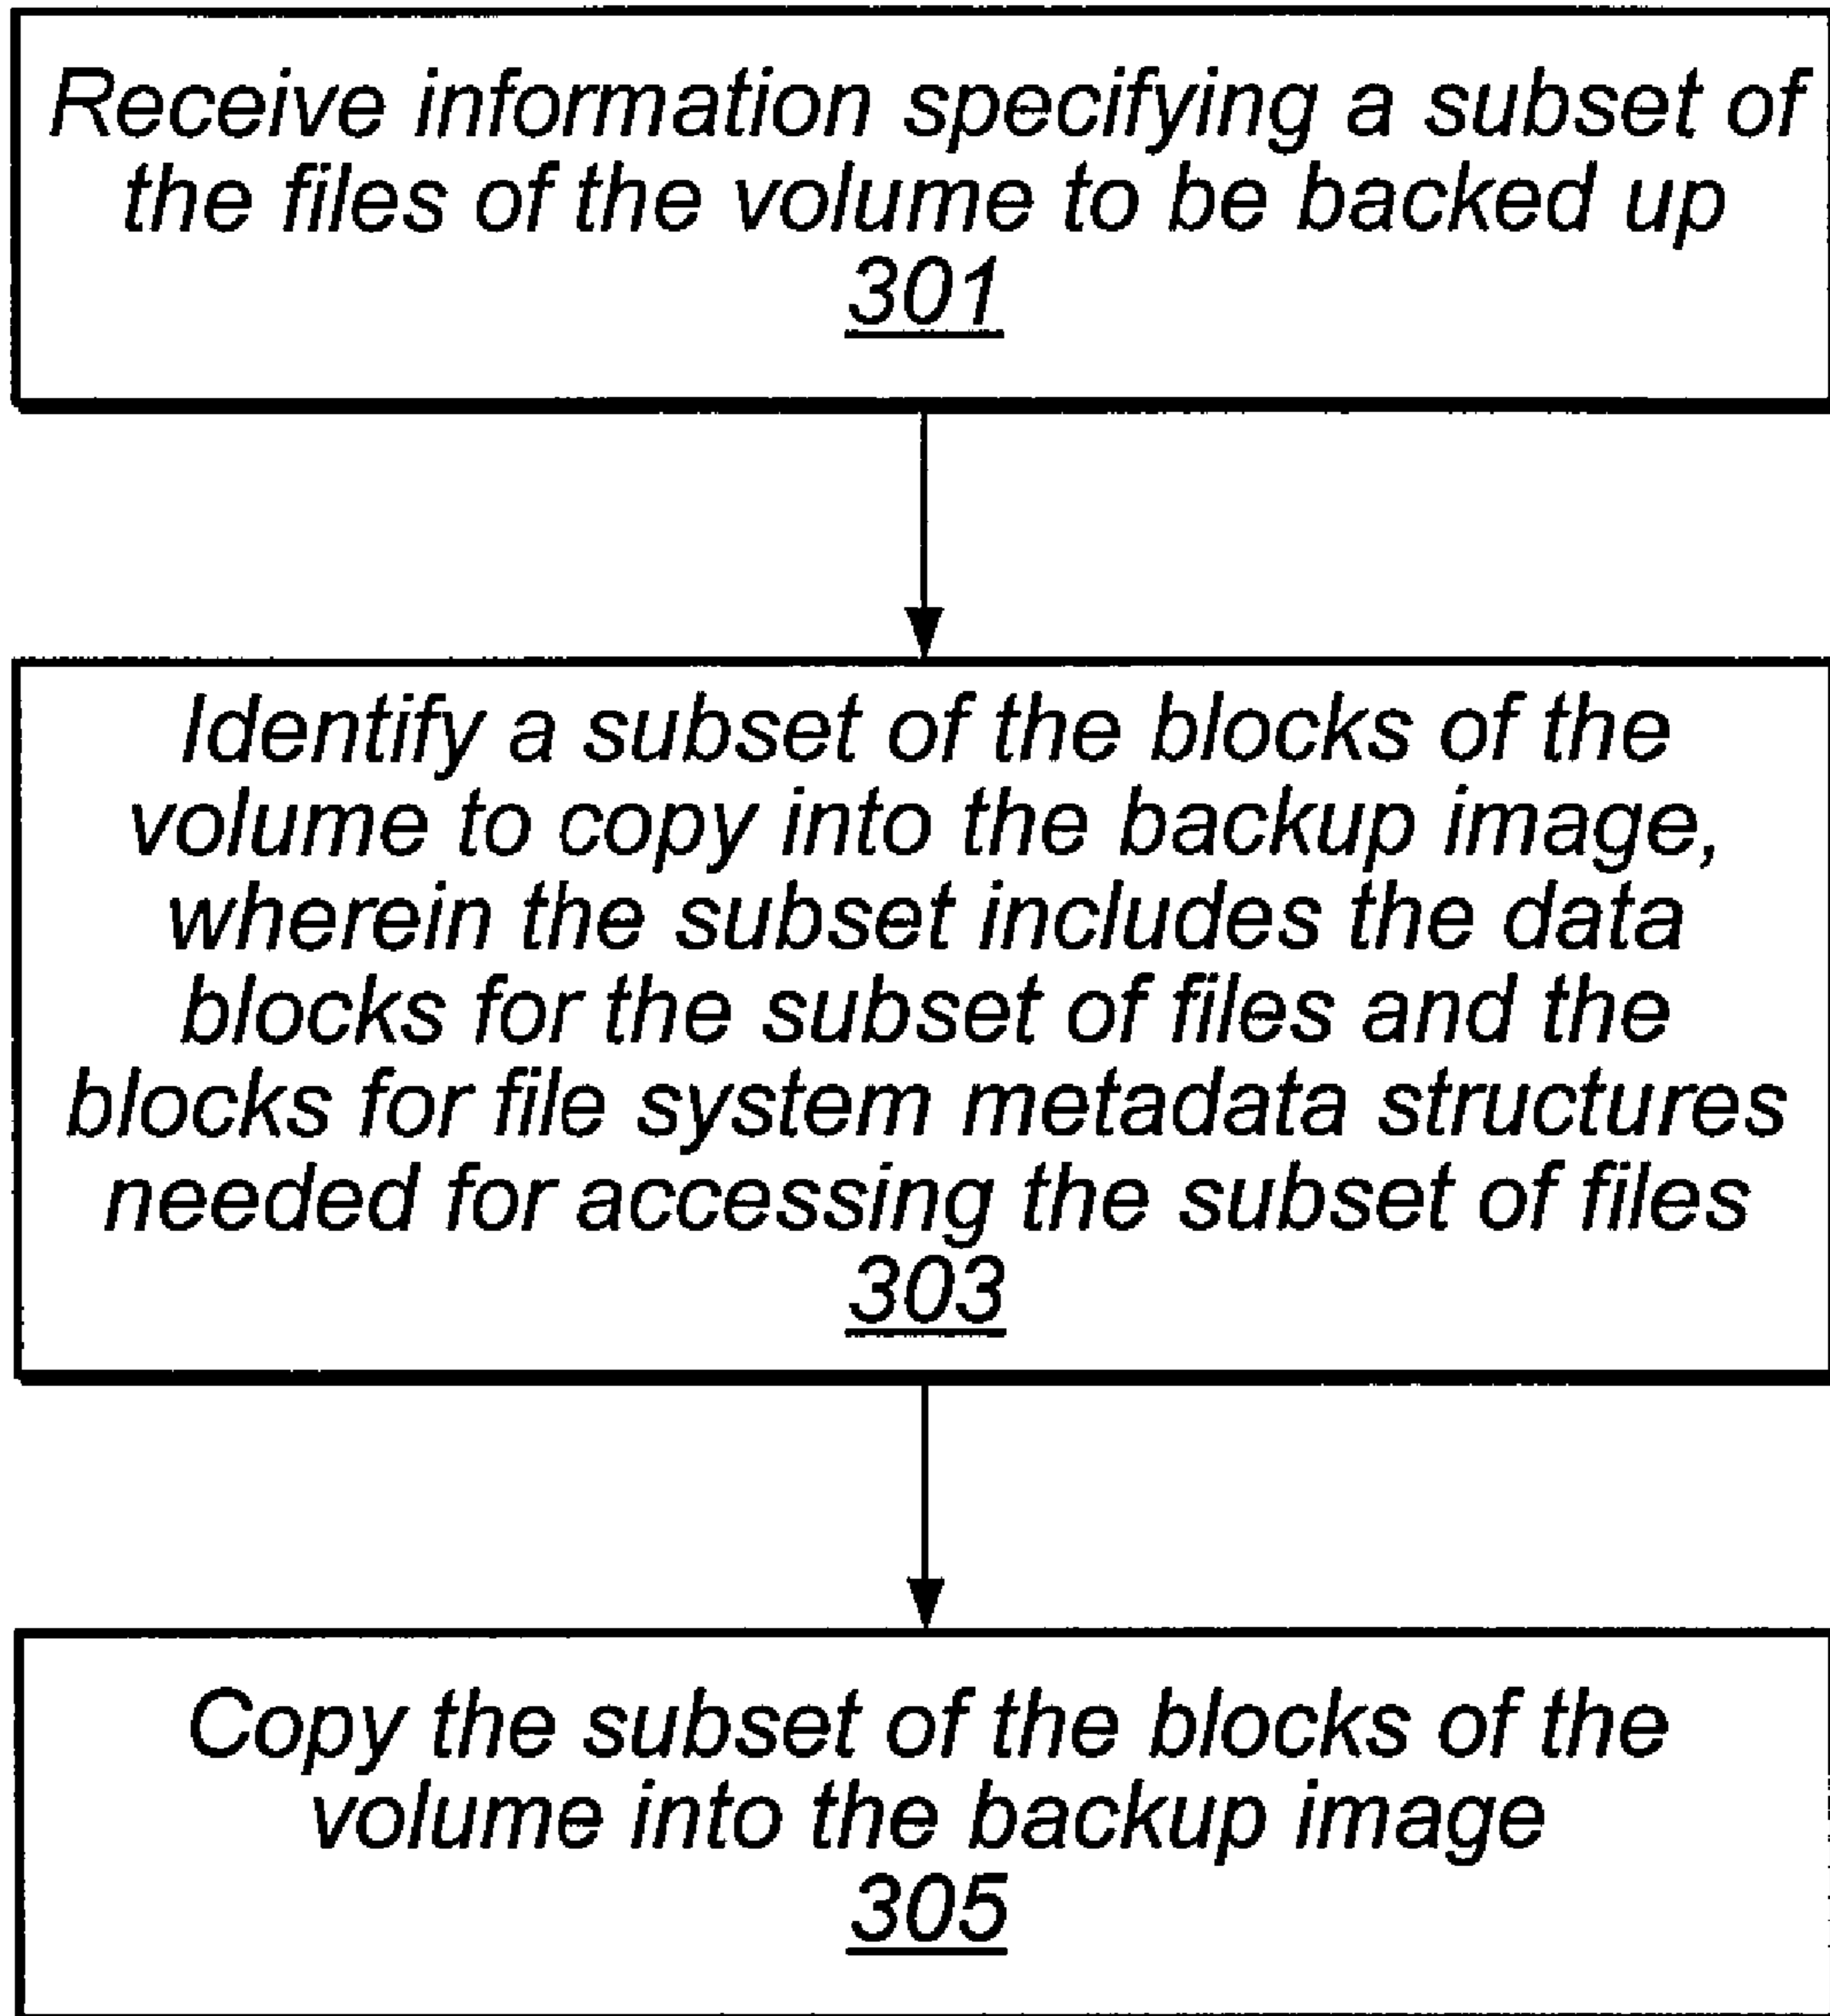 Receive information specifying a subset of
the files of the volume to be backed up
301
Identify a subset of the blocks of the
volume to copy into the backup image,
wherein the subset includes the data
blocks for the subset of files and the
blocks for file system metadata structures
needed for accessing the subset of files
303
Copy the subset of the blocks of the
volume into the backup image
305